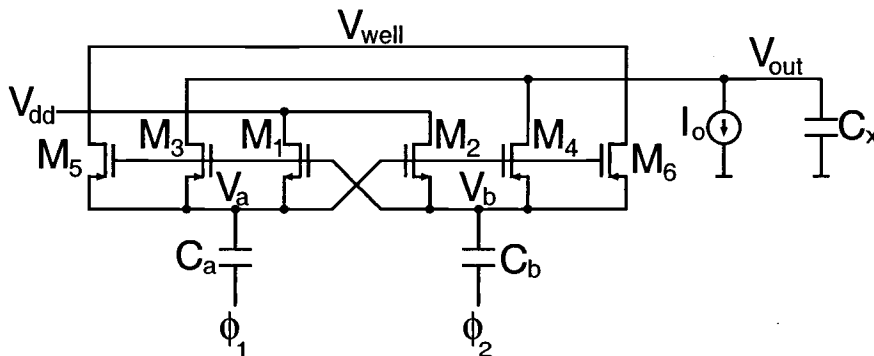 V_well
V_out
V_dd
M_5 M_3 M_1 M_2 M_4 M_6 I_o C_x
V_a V_b
C_a C_b
ϕ_1 ϕ_2